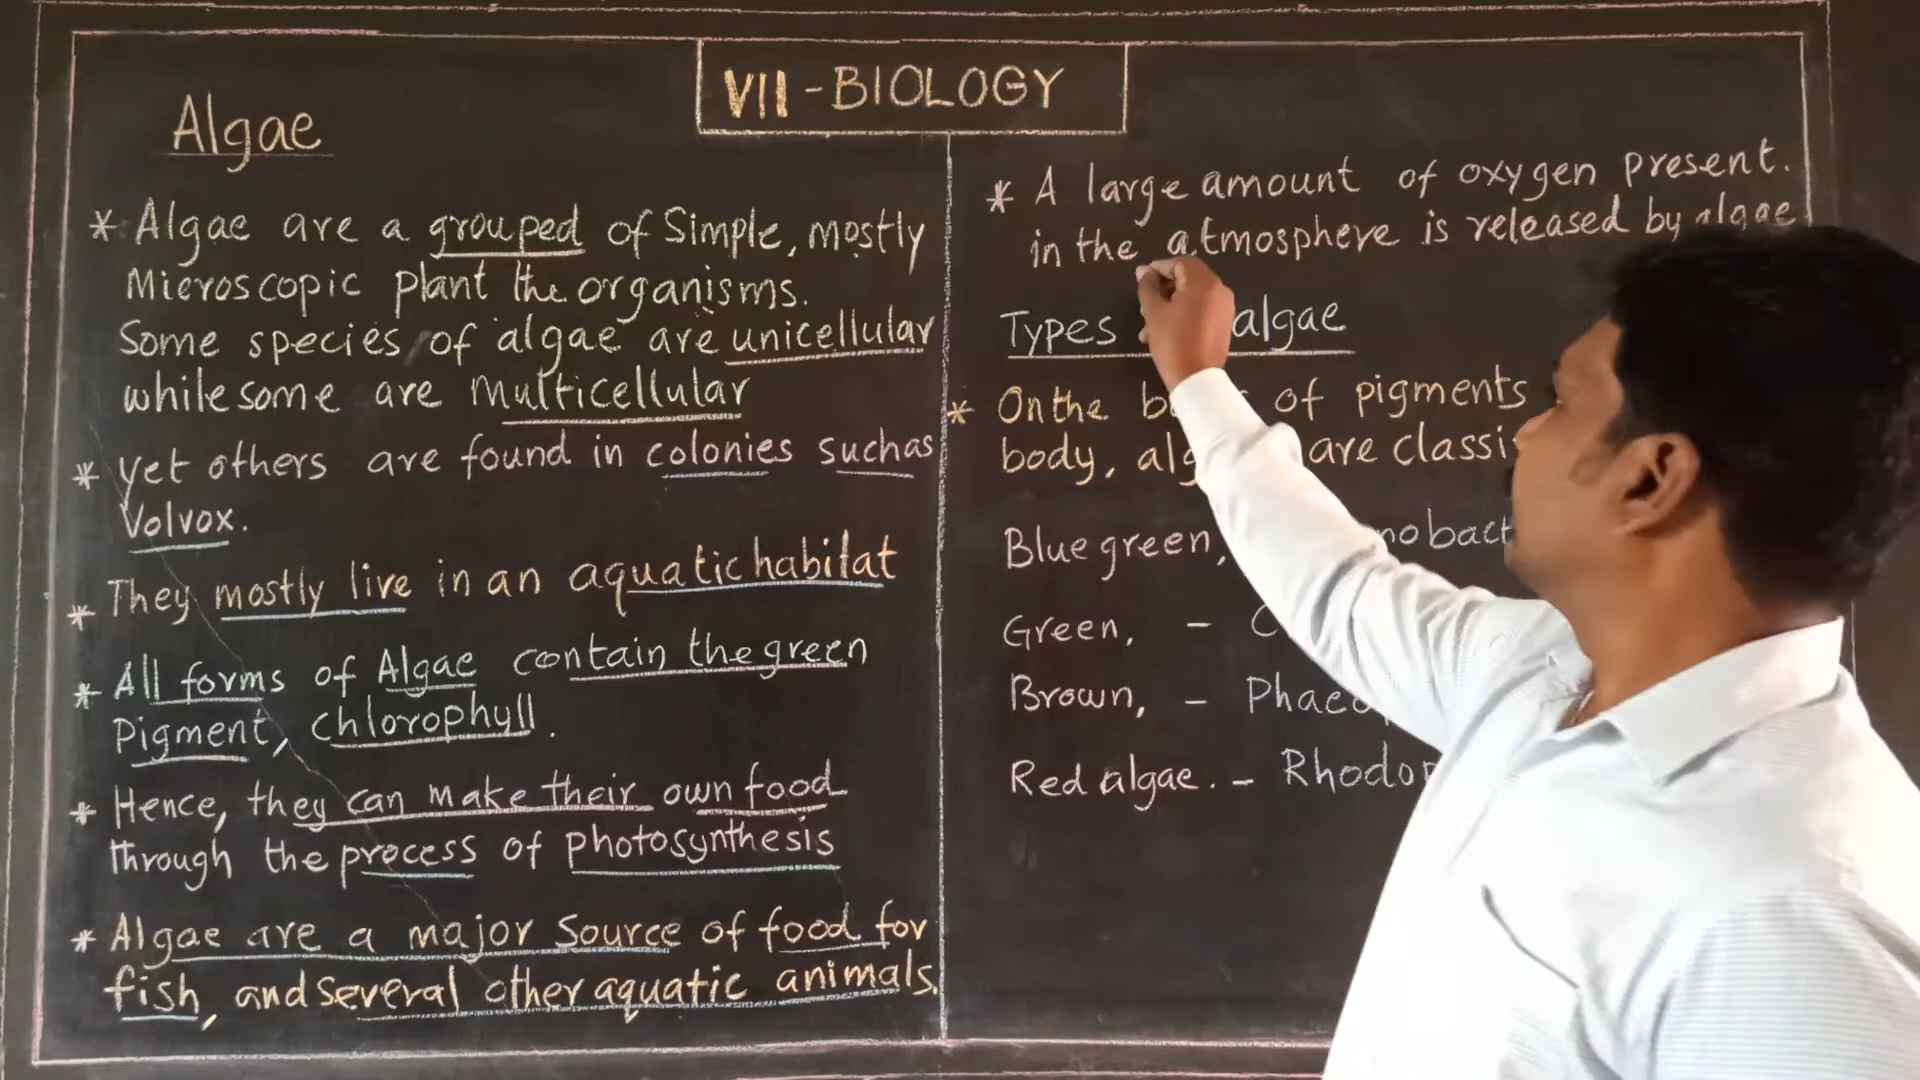 VII - BIOLOGY
Algae
* Algae are a grouped of Simple, mostly
Microscopic plant the organisms.
Some species of algae are unicellular
while some are Multicellular
* Yet others are found in colonies such as
Volvox.
* They mostly live in an aquatic habitat
* All forms of Algae contain the green
Pigment, chlorophyll.
* Hence, they can make their own food
through the process of photosynthesis
* Algae are a major Source of food for
fish, and several other aquatic animals.
* A large amount of oxygen present.
in the atmosphere is released by algae
Types algae
* On the of pigments
body, are
Blue green,
Green, -
Brown, -
Red algae. -